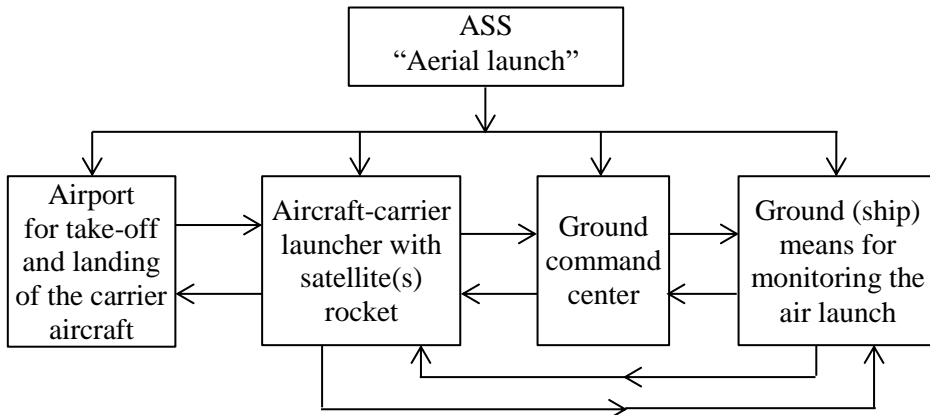 ASS
“Aerial launch”
Airport
for take-off
and landing
of the carrier
aircraft
Aircraft-carrier
launcher with
satellite(s)
rocket
Ground
command
center
Ground (ship)
means for
monitoring the
air launch